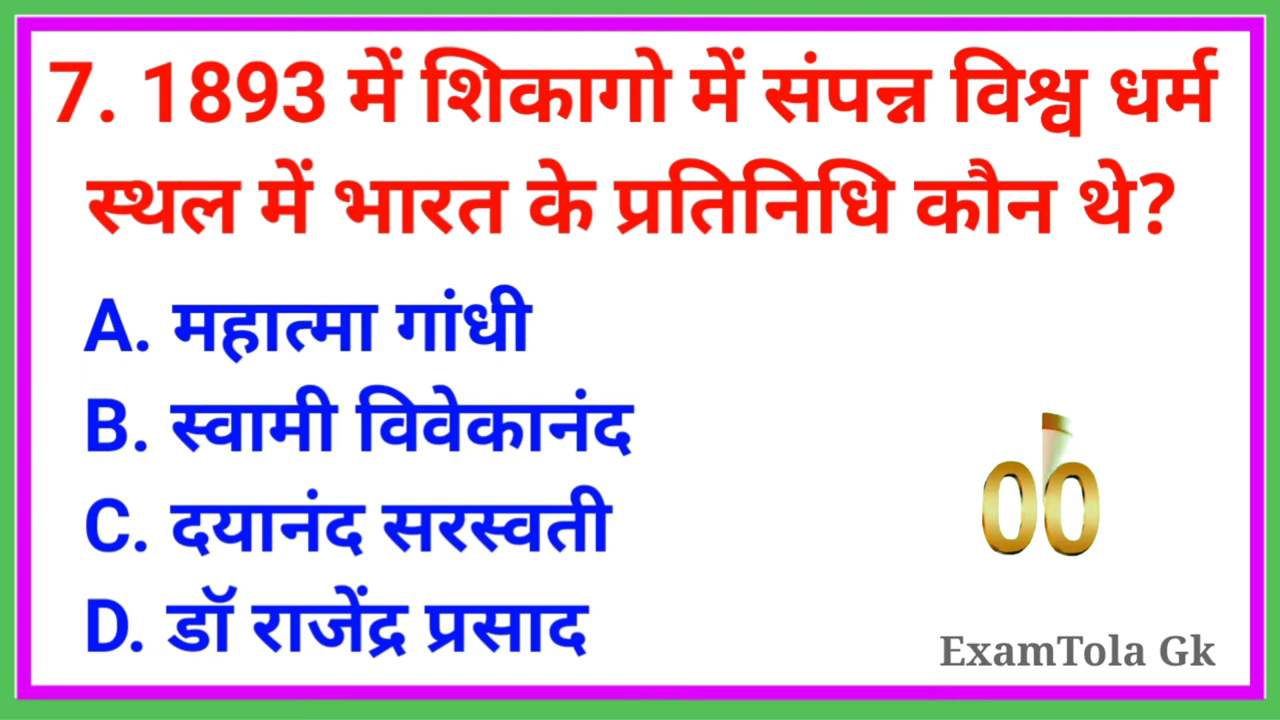 7. 1893 में शिकागो में संपन्न विश्व धर्म
स्थल में भारत के प्रतिनिधि कौन थे?
A. महात्मा गांधी
B. स्वामी विवेकानंद
C. दयानंद सरस्वती
D. डॉ राजेंद्र प्रसाद
00
ExamTola Gk